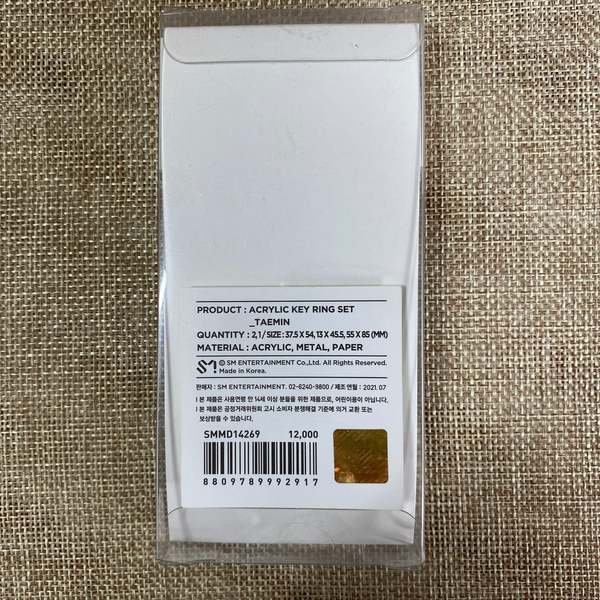 PRODUCT : ACRYLIC KEY RING SET
_TAEMIN
QUANTITY : 2, 1 / SIZE : 37.5 X 54, 13 X 45.5, 55 X 85 (MM)
MATERIAL : ACRYLIC, METAL, PAPER
SM! © SM ENTERTAINMENT Co.,Ltd. All Rights Reserved.
Made in Korea.
판매자 : SM ENTERTAINMENT. 02-6240-9800 / 제조 연월 : 2021. 07
I 본 제품은 사용연령 만 14세 이상 분들을 위한 제품으로, 어린이용이 아닙니다.
I 본 제품은 공정거래위원회 고시 소비자 분쟁해결 기준에 의거 교환 또는
보상받을 수 있습니다.
SMMD14269 12,000
8809789992917